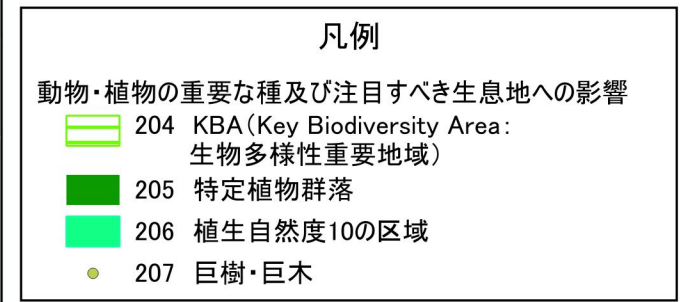 凡例
動物・植物の重要な種及び注目すべき生息地への影響
204 KBA(Key Biodiversity Area:
生物多様性重要地域)
205 特定植物群落
206 植生自然度10の区域
207 巨樹・巨木